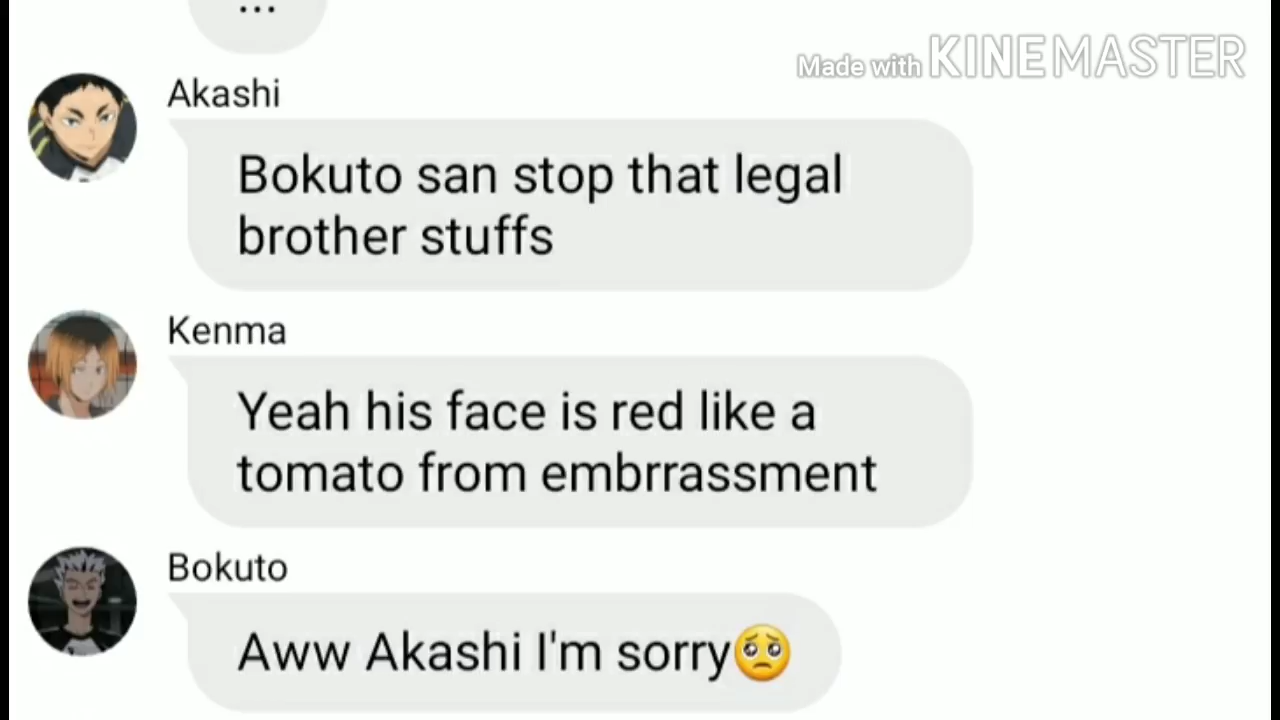 ...
Made with KINEMASTER
Akashi
Bokuto san stop that legal
brother stuffs
Kenma
Yeah his face is red like a
tomato from embrrassment
Bokuto
Aww Akashi I'm sorry🥺